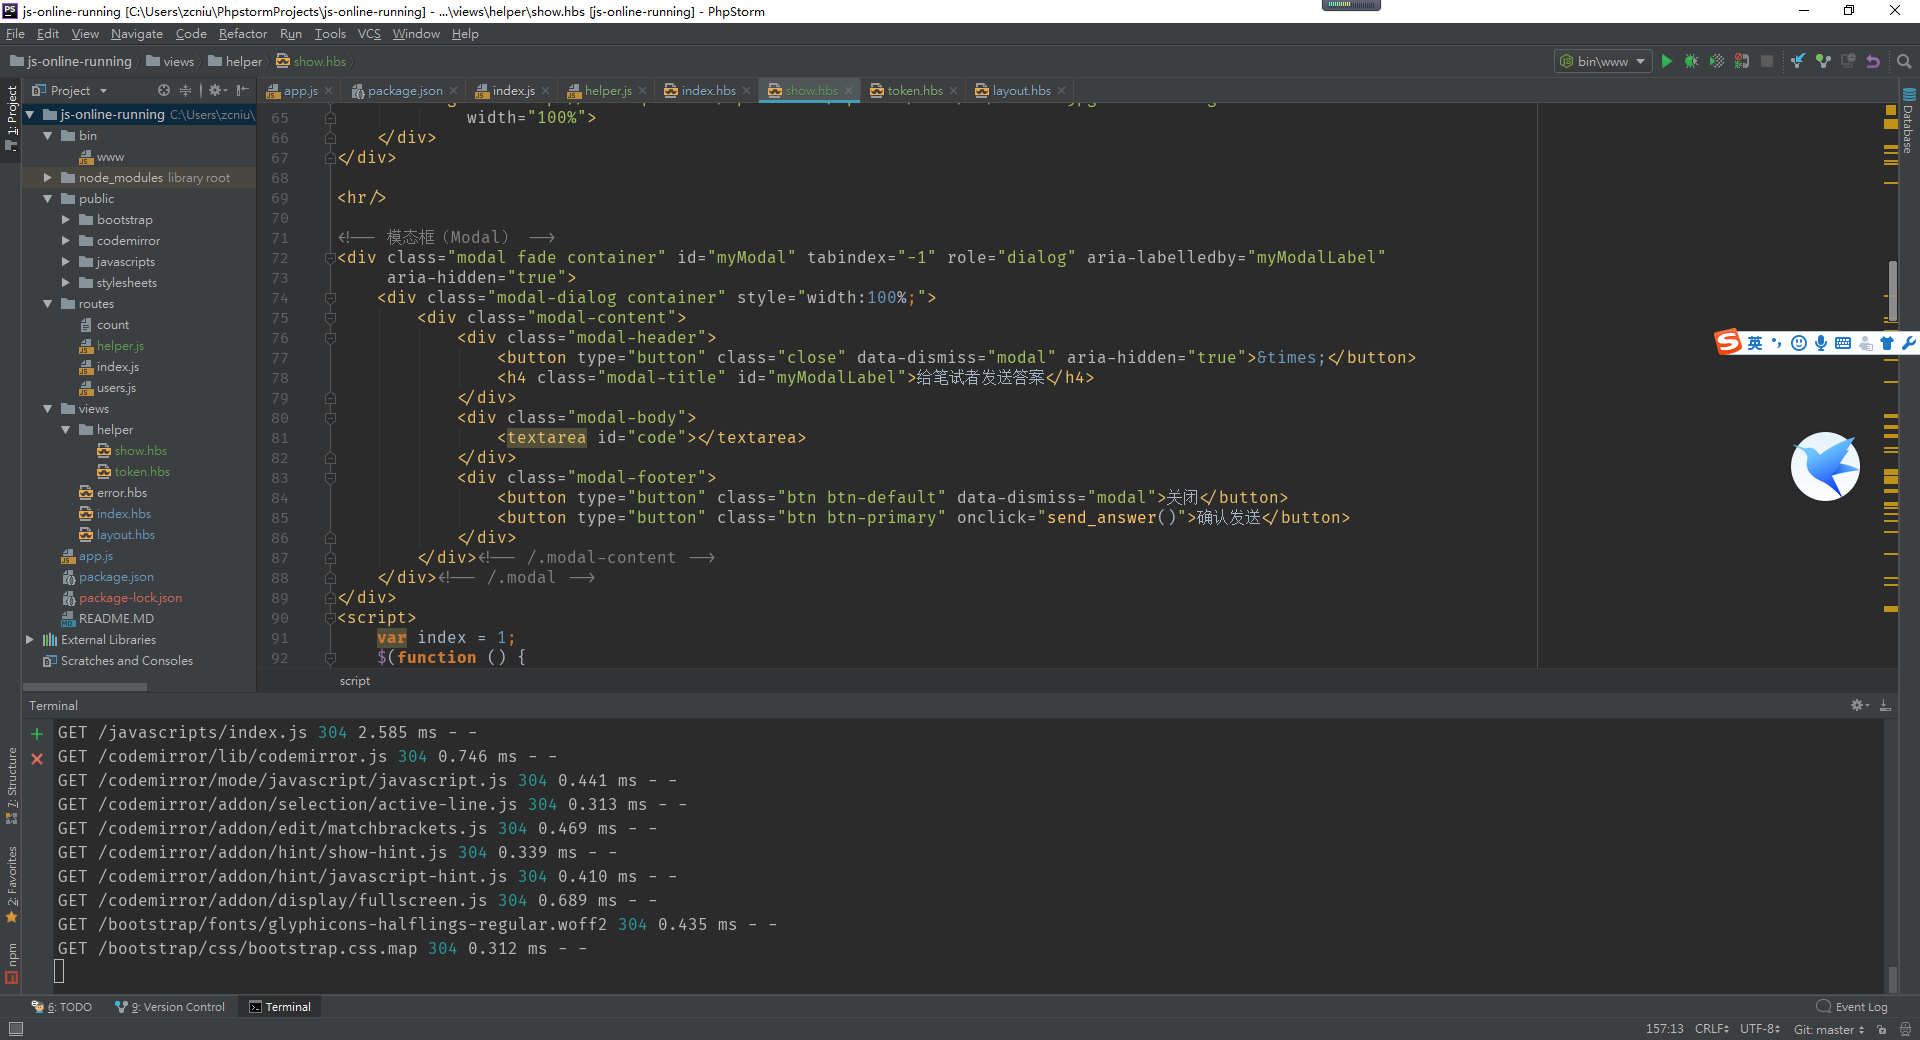 js-online-running [C:\Users\zcniu\PhpstormProjects\js-online-running] - ...\views\helper\show.hbs [js-online-running] - PhpStorm
File Edit View Navigate Code Refactor Run Tools VCS Window Help
js-online-running views helper show.hbs bin\www
1: Project
Project
app.js package.json index.js helper.js index.hbs show.hbs token.hbs layout.hbs
js-online-running C:\Users\zcniu\
bin
www
node_modules library root
public
bootstrap
codemirror
javascripts
stylesheets
routes
count
helper.js
index.js
users.js
views
helper
show.hbs
token.hbs
error.hbs
index.hbs
layout.hbs
app.js
package.json
package-lock.json
README.MD
External Libraries
Scratches and Consoles
65 width="100%">
66 </div>
67 </div>
68
69 <hr/>
70
71 <!-- 模态框（Modal） -->
72 <div class="modal fade container" id="myModal" tabindex="-1" role="dialog" aria-labelledby="myModalLabel"
73 aria-hidden="true">
74 <div class="modal-dialog container" style="width:100%;">
75 <div class="modal-content">
76 <div class="modal-header">
77 <button type="button" class="close" data-dismiss="modal" aria-hidden="true">&times;</button>
78 <h4 class="modal-title" id="myModalLabel">给笔试者发送答案</h4>
79 </div>
80 <div class="modal-body">
81 <textarea id="code"></textarea>
82 </div>
83 <div class="modal-footer">
84 <button type="button" class="btn btn-default" data-dismiss="modal">关闭</button>
85 <button type="button" class="btn btn-primary" onclick="send_answer()">确认发送</button>
86 </div>
87 </div><!-- /.modal-content -->
88 </div><!-- /.modal -->
89 </div>
90 <script>
91 var index = 1;
92 $(function () {
script
Database
英
Terminal
GET /javascripts/index.js 304 2.585 ms - -
GET /codemirror/lib/codemirror.js 304 0.746 ms - -
GET /codemirror/mode/javascript/javascript.js 304 0.441 ms - -
GET /codemirror/addon/selection/active-line.js 304 0.313 ms - -
GET /codemirror/addon/edit/matchbrackets.js 304 0.469 ms - -
GET /codemirror/addon/hint/show-hint.js 304 0.339 ms - -
GET /codemirror/addon/hint/javascript-hint.js 304 0.410 ms - -
GET /codemirror/addon/display/fullscreen.js 304 0.689 ms - -
GET /bootstrap/fonts/glyphicons-halflings-regular.woff2 304 0.435 ms - -
GET /bootstrap/css/bootstrap.css.map 304 0.312 ms - -
7: Structure
2: Favorites
npm
6: TODO 9: Version Control Terminal Event Log
157:13 CRLF UTF-8 Git: master